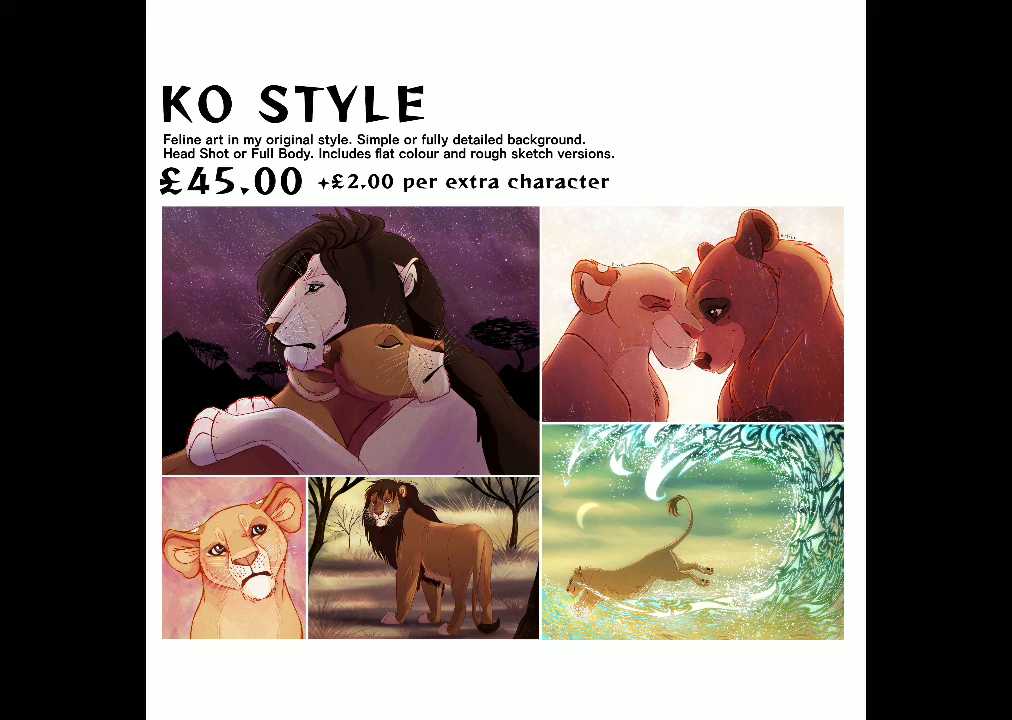 KO STYLE
Feline art in my original style. Simple or fully detailed background.
Head Shot or Full Body. Includes flat colour and rough sketch versions.
£45.00 +£2.00 per extra character